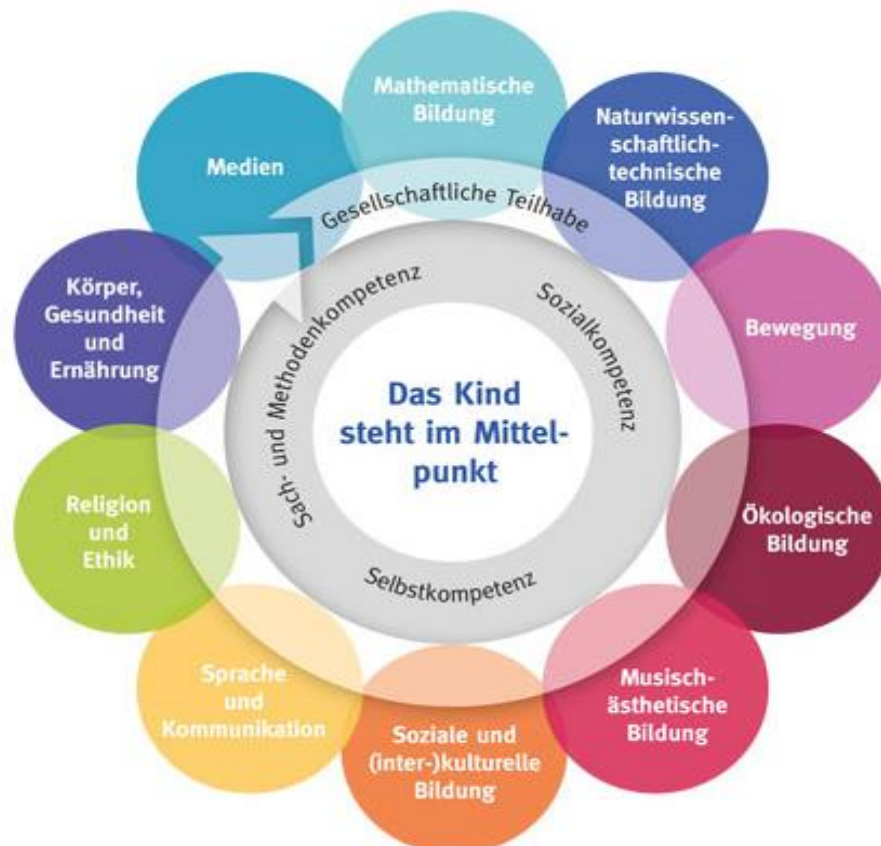 Mathematische
Bildung
Naturwissen-
schaftlich-
technische
Bildung
Bewegung
Ökologische
Bildung
Musisch-
ästhetische
Bildung
Soziale und
(inter-)kulturelle
Bildung
Sprache
und
Kommunikation
Religion
und
Ethik
Körper,
Gesundheit
und
Ernährung
Medien
Gesellschaftliche Teilhabe
Sach- und Methodenkompetenz
Sozialkompetenz
Selbstkompetenz
Das Kind
steht im Mittel-
punkt